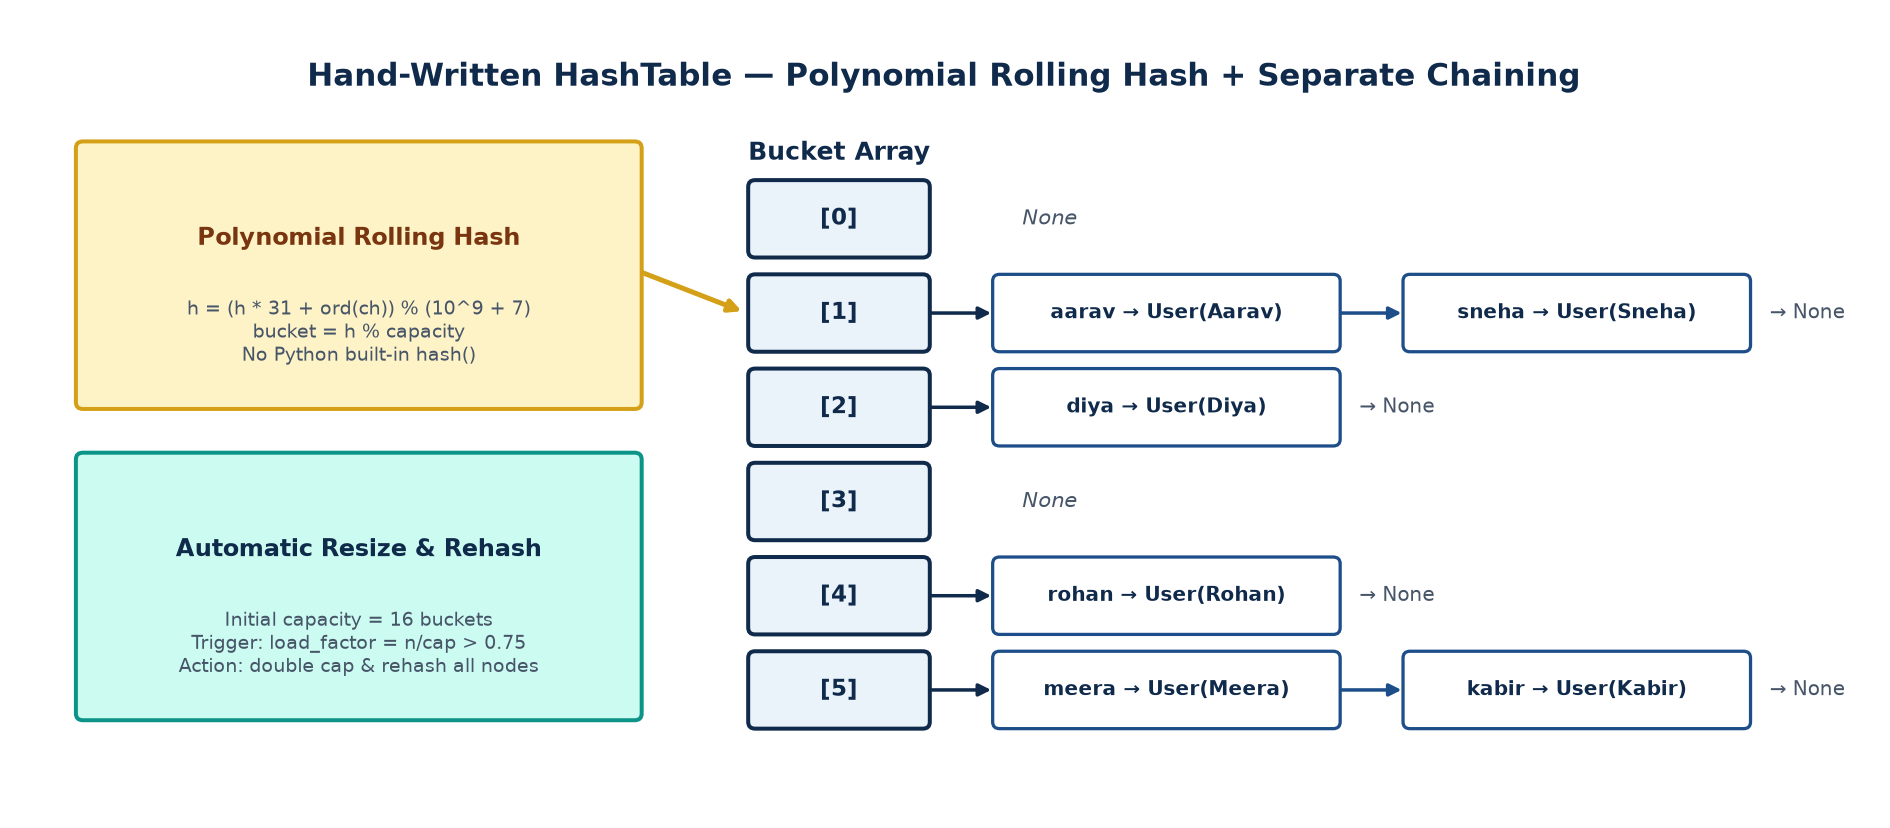 Hand-Written HashTable — Polynomial Rolling Hash + Separate Chaining
Polynomial Rolling Hash
h = (h * 31 + ord(ch)) % (10^9 + 7)
bucket = h % capacity
No Python built-in hash()
Automatic Resize & Rehash
Initial capacity = 16 buckets
Trigger: load_factor = n/cap > 0.75
Action: double cap & rehash all nodes
Bucket Array
[0] None
[1] aarav → User(Aarav) sneha → User(Sneha) → None
[2] diya → User(Diya) → None
[3] None
[4] rohan → User(Rohan) → None
[5] meera → User(Meera) kabir → User(Kabir) → None